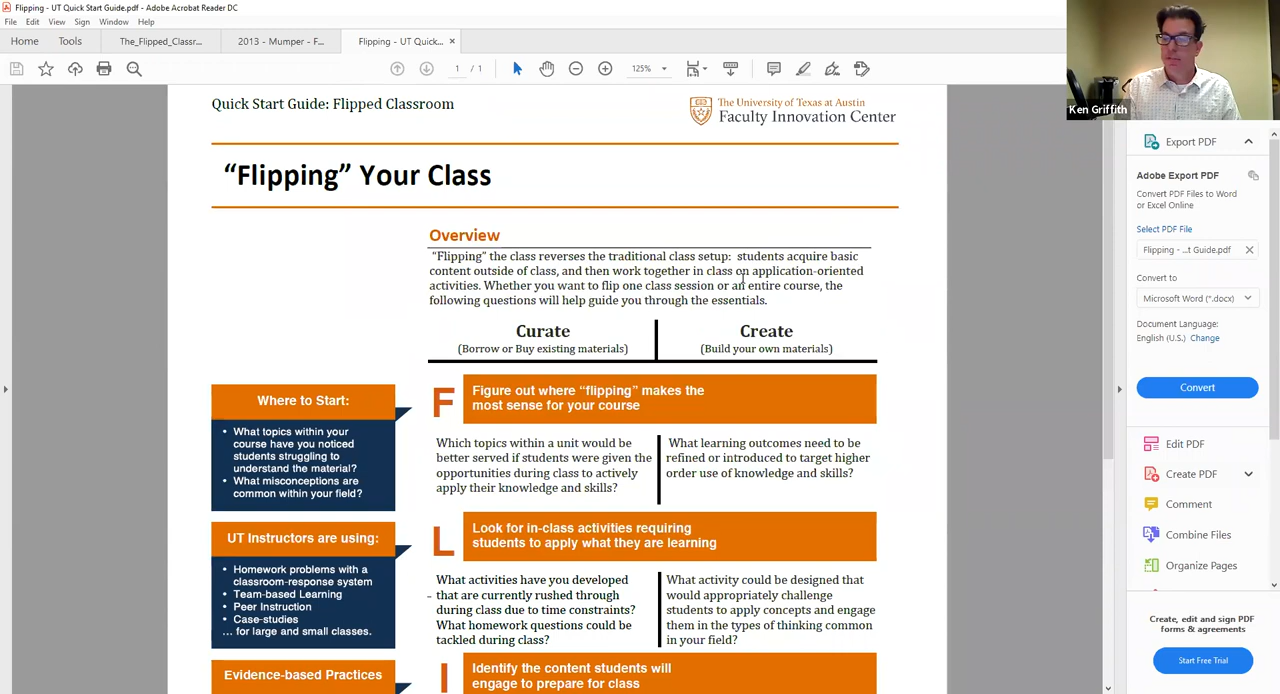 Flipping - UT Quick Start Guide.pdf - Adobe Acrobat Reader DC
File Edit View Sign Window Help
Home Tools The_Flipped_Classr... 2013 - Mumper - F... Flipping - UT Quick... ×
1 / 1 125%
Ken Griffith
Quick Start Guide: Flipped Classroom
The University of Texas at Austin
Faculty Innovation Center
“Flipping” Your Class
Overview
“Flipping” the class reverses the traditional class setup: students acquire basic
content outside of class, and then work together in class on application-oriented
activities. Whether you want to flip one class session or an entire course, the
following questions will help guide you through the essentials.
Curate
(Borrow or Buy existing materials)
Create
(Build your own materials)
Where to Start:
• What topics within your
course have you noticed
students struggling to
understand the material?
• What misconceptions are
common within your field?
F
Figure out where “flipping” makes the
most sense for your course
Which topics within a unit would be
better served if students were given the
opportunities during class to actively
apply their knowledge and skills?
What learning outcomes need to be
refined or introduced to target higher
order use of knowledge and skills?
UT Instructors are using:
• Homework problems with a
classroom-response system
• Team-based Learning
• Peer Instruction
• Case-studies
... for large and small classes.
L
Look for in-class activities requiring
students to apply what they are learning
What activities have you developed
that are currently rushed through
during class due to time constraints?
What homework questions could be
tackled during class?
What activity could be designed that
would appropriately challenge
students to apply concepts and engage
them in the types of thinking common
in your field?
Evidence-based Practices
I
Identify the content students will
engage to prepare for class
Export PDF
Adobe Export PDF
Convert PDF Files to Word
or Excel Online
Select PDF File
Flipping - ...t Guide.pdf
Convert to
Microsoft Word (*.docx)
Document Language:
English (U.S.) Change
Convert
Edit PDF
Create PDF
Comment
Combine Files
Organize Pages
Create, edit and sign PDF
forms & agreements
Start Free Trial